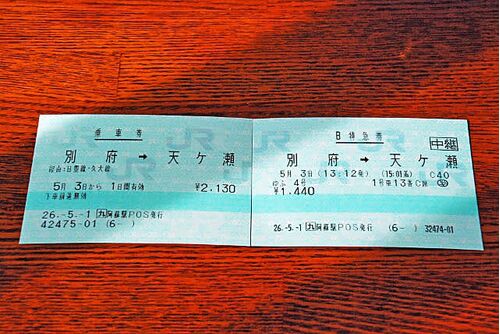 乗車券
別府 → 天ヶ瀬
経由:日豊線・久大線
5月 3日から 1日間有効 ¥2,130
下車前途無効
26.-5.-1 九阿蘇駅POS発行
42475-01 (6-)
B特急券
中継
別府 → 天ヶ瀬
5月 3日 (13:12発) (15:01着) C40
ゆふ 4号 1号車13番C席
¥1,440
26.-5.-1 九阿蘇駅POS発行 (6-) 32474-01
JR